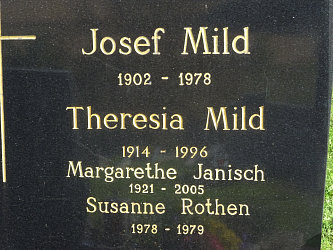 Josef Mild
1902 - 1978
Theresia Mild
1914 - 1996
Margarethe Janisch
1921 - 2005
Susanne Rothen
1978 - 1979